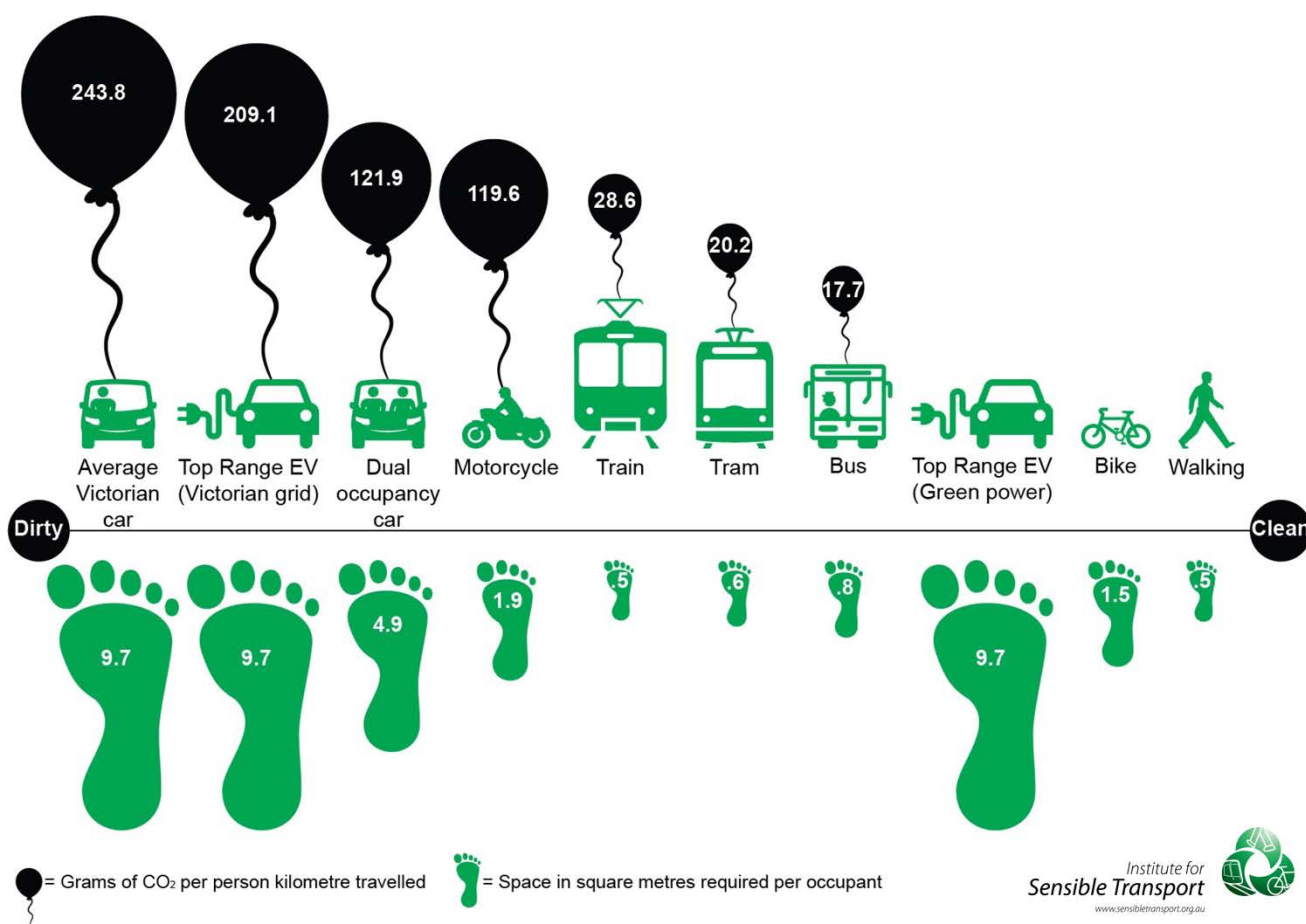 243.8
209.1
121.9
119.6
28.6
20.2
17.7
Average
Victorian
car
Top Range EV
(Victorian grid)
Dual
occupancy
car
Motorcycle
Train
Tram
Bus
Top Range EV
(Green power)
Bike
Walking
Dirty
Clean
9.7
9.7
4.9
1.9
.5
.6
.8
9.7
1.5
.5
= Grams of CO₂ per person kilometre travelled
= Space in square metres required per occupant
Institute for
Sensible Transport
www.sensibletransport.org.au